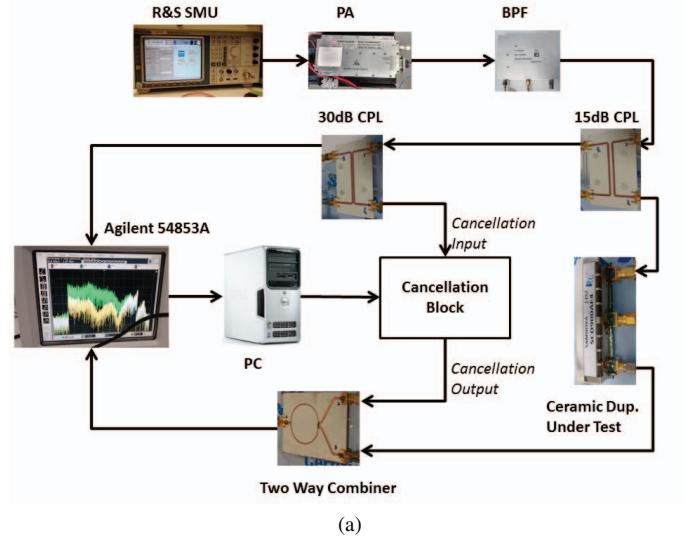 R&S SMU
PA
BPF
30dB CPL
15dB CPL
Agilent 54853A
Cancellation
Input
Cancellation
Block
PC
Cancellation
Output
Ceramic Dup.
Under Test
Two Way Combiner
(a)